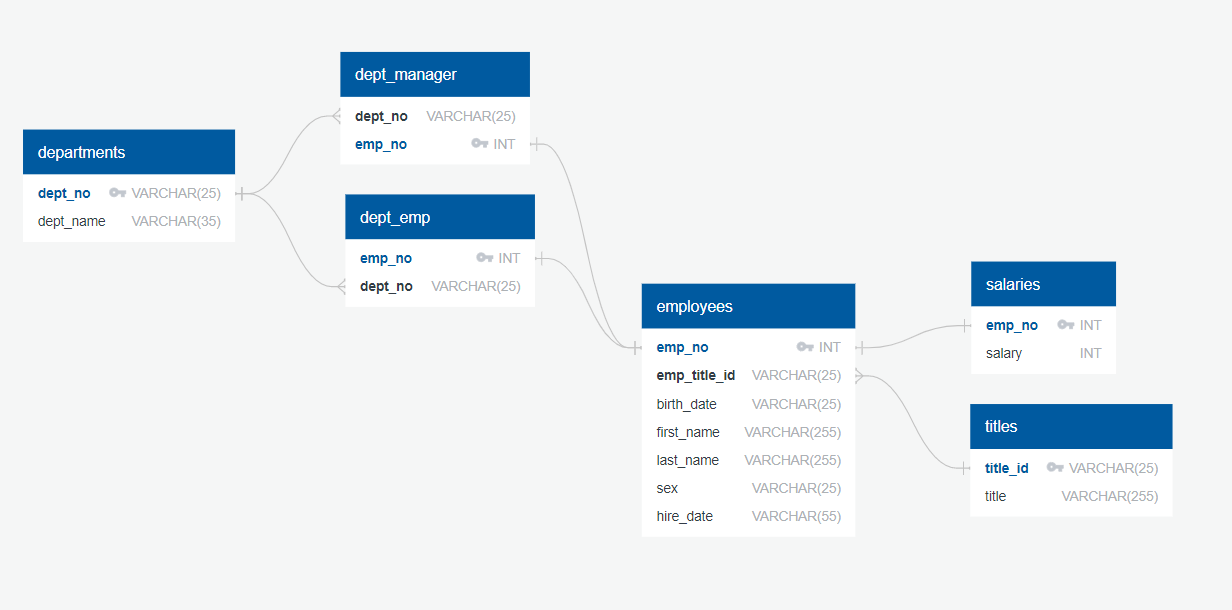 dept_manager
dept_no VARCHAR(25)
emp_no INT
departments
dept_no VARCHAR(25)
dept_name VARCHAR(35)
dept_emp
emp_no INT
dept_no VARCHAR(25)
employees
emp_no INT
emp_title_id VARCHAR(25)
birth_date VARCHAR(25)
first_name VARCHAR(255)
last_name VARCHAR(255)
sex VARCHAR(25)
hire_date VARCHAR(55)
salaries
emp_no INT
salary INT
titles
title_id VARCHAR(25)
title VARCHAR(255)